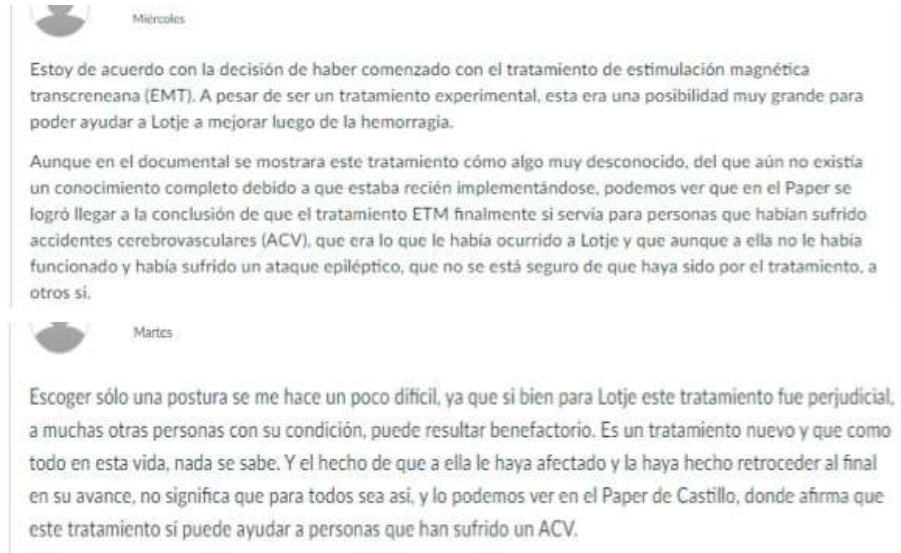 Miércoles
Estoy de acuerdo con la decisión de haber comenzado con el tratamiento de estimulación magnética
transcreneana (EMT). A pesar de ser un tratamiento experimental, esta era una posibilidad muy grande para
poder ayudar a Lotje a mejorar luego de la hemorragia.
Aunque en el documental se mostrara este tratamiento cómo algo muy desconocido, del que aún no existía
un conocimiento completo debido a que estaba recién implementándose, podemos ver que en el Paper se
logró llegar a la conclusión de que el tratamiento ETM finalmente si servía para personas que habían sufrido
accidentes cerebrovasculares (ACV), que era lo que le había ocurrido a Lotje y que aunque a ella no le había
funcionado y había sufrido un ataque epiléptico, que no se está seguro de que haya sido por el tratamiento, a
otros si.
Martes
Escoger sólo una postura se me hace un poco difícil, ya que si bien para Lotje este tratamiento fue perjudicial,
a muchas otras personas con su condición, puede resultar benefactorio. Es un tratamiento nuevo y que como
todo en esta vida, nada se sabe. Y el hecho de que a ella le haya afectado y la haya hecho retroceder al final
en su avance, no significa que para todos sea así, y lo podemos ver en el Paper de Castillo, donde afirma que
este tratamiento sí puede ayudar a personas que han sufrido un ACV.